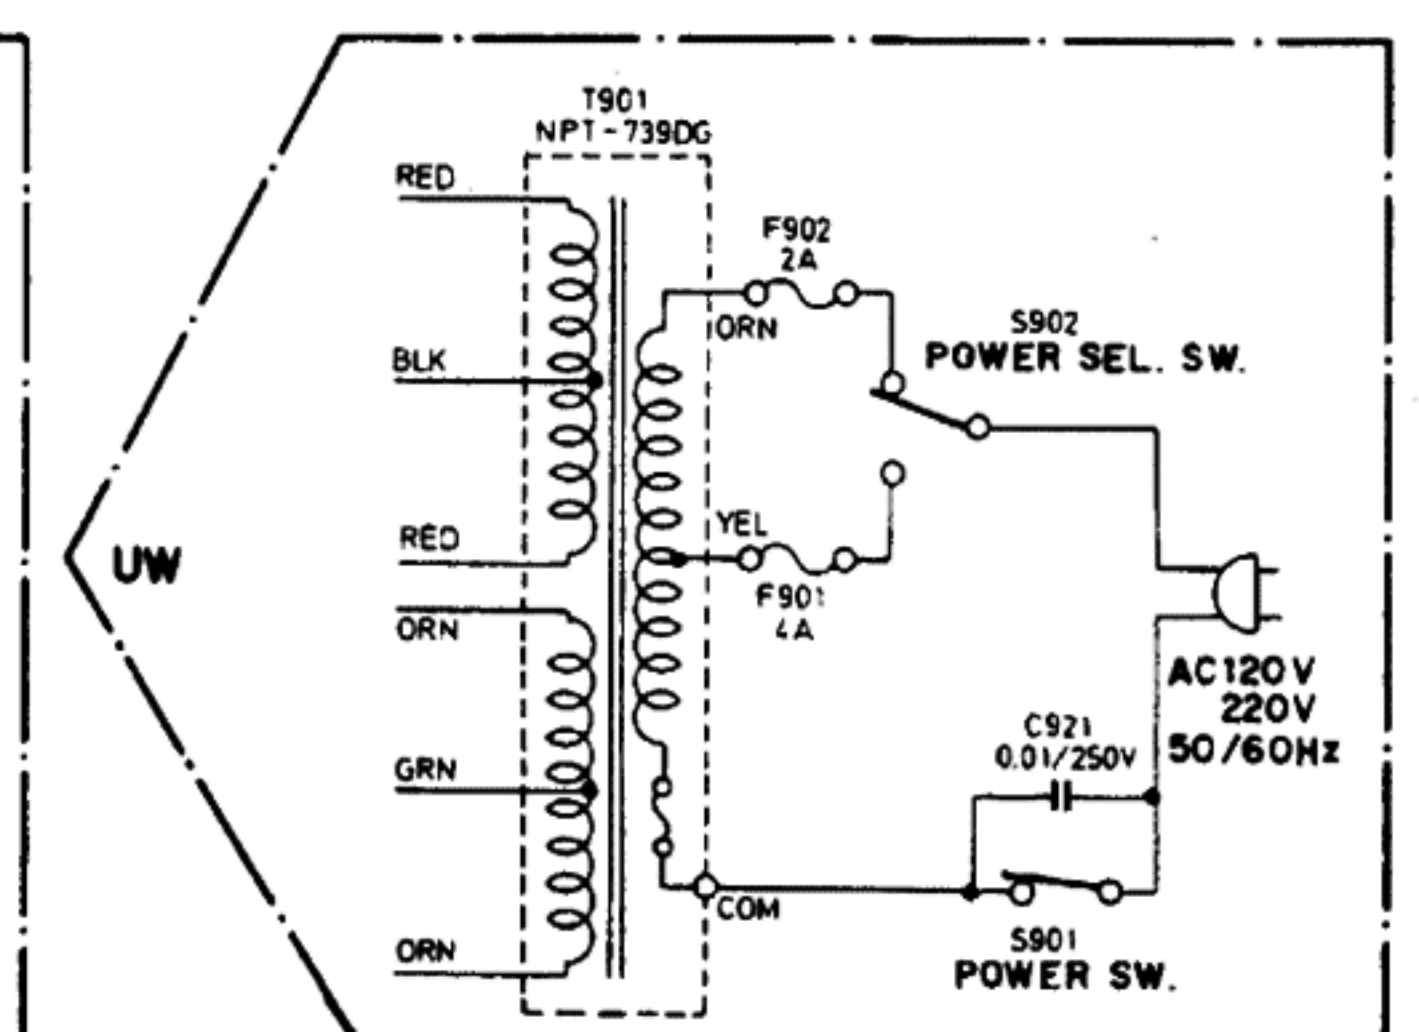 T901
NPT-739DG
RED
F902
2A
ORN
S902
POWER SEL. SW.
BLK
YEL
RED
UW
F901
4A
ORN
AC120V
220V
50/60Hz
C921
0.01/250V
GRN
COM
ORN
S901
POWER SW.